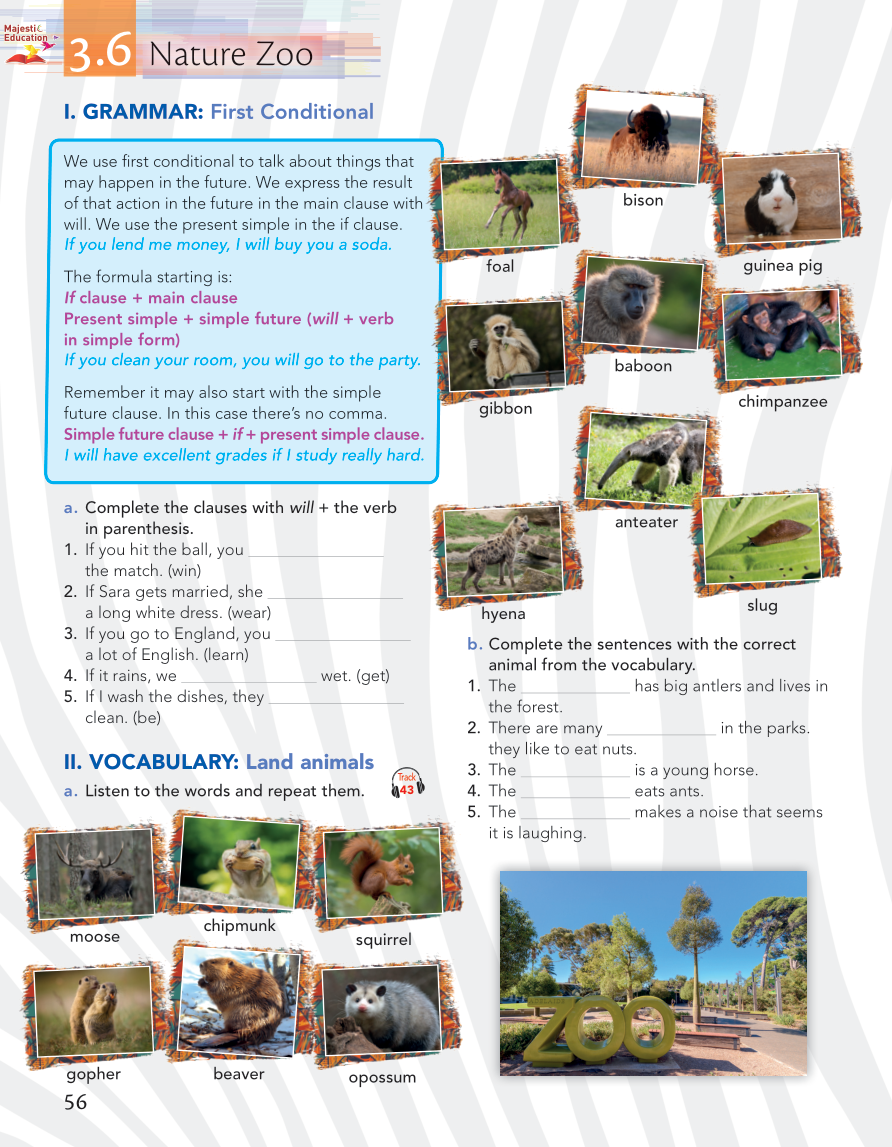 Majesti
Education
3.6 Nature Zoo
I. GRAMMAR: First Conditional
We use first conditional to talk about things that
may happen in the future. We express the result
of that action in the future in the main clause with
will. We use the present simple in the if clause.
If you lend me money, I will buy you a soda.
The formula starting is:
If clause + main clause
Present simple + simple future (will + verb
in simple form)
If you clean your room, you will go to the party.
Remember it may also start with the simple
future clause. In this case there's no comma.
Simple future clause + if + present simple clause.
I will have excellent grades if I study really hard.
a. Complete the clauses with will + the verb
in parenthesis.
1. If you hit the ball, you
the match. (win)
2. If Sara gets married, she
a long white dress. (wear)
3. If you go to England, you
a lot of English. (learn)
4. If it rains, we wet. (get)
5. If I wash the dishes, they
clean. (be)
II. VOCABULARY: Land animals
a. Listen to the words and repeat them.
Track
43
moose
chipmunk
squirrel
gopher
beaver
opossum
bison
foal
guinea pig
baboon
gibbon
chimpanzee
anteater
hyena
slug
b. Complete the sentences with the correct
animal from the vocabulary.
1. The has big antlers and lives in
the forest.
2. There are many in the parks.
they like to eat nuts.
3. The is a young horse.
4. The eats ants.
5. The makes a noise that seems
it is laughing.
ZOO
56